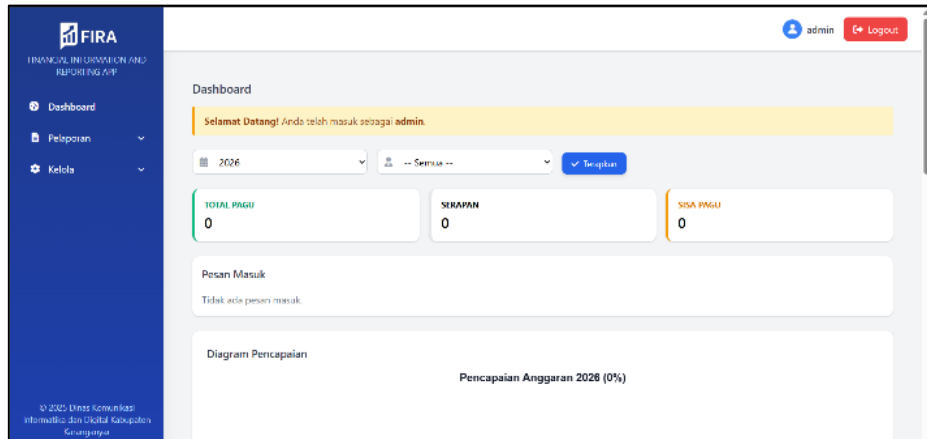 FIRA
FINANCIAL INFORMATION AND
REPORTING APP
Dashboard
Pelaporan
Kelola
© 2025 Dinas Komunikasi
Informatika dan Digital Kabupaten
Karanganyar
admin
Logout
Dashboard
Selamat Datang! Anda telah masuk sebagai admin.
2026
-- Semua --
Terapkan
TOTAL PAGU
0
SERAPAN
0
SISA PAGU
0
Pesan Masuk
Tidak ada pesan masuk.
Diagram Pencapaian
Pencapaian Anggaran 2026 (0%)